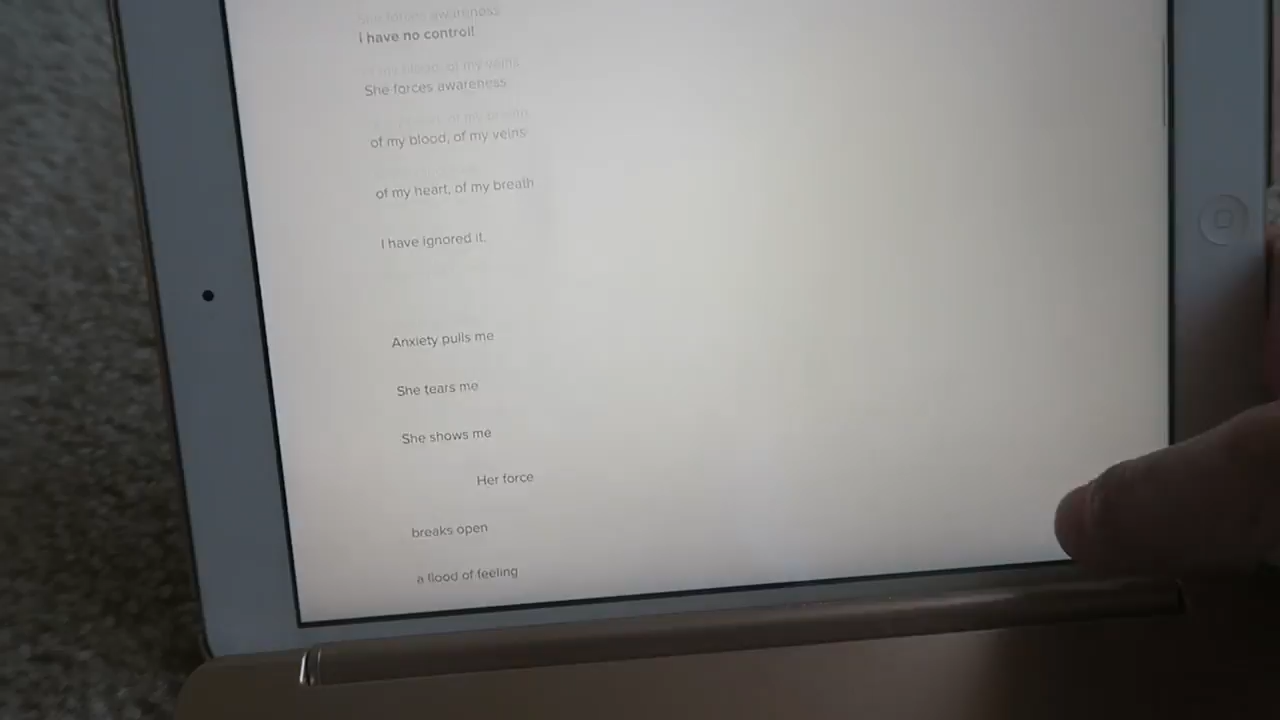 I have no control!
She forces awareness
of my blood, of my veins
of my heart, of my breath
I have ignored it.
Anxiety pulls me
She tears me
She shows me
Her force
breaks open
a flood of feeling